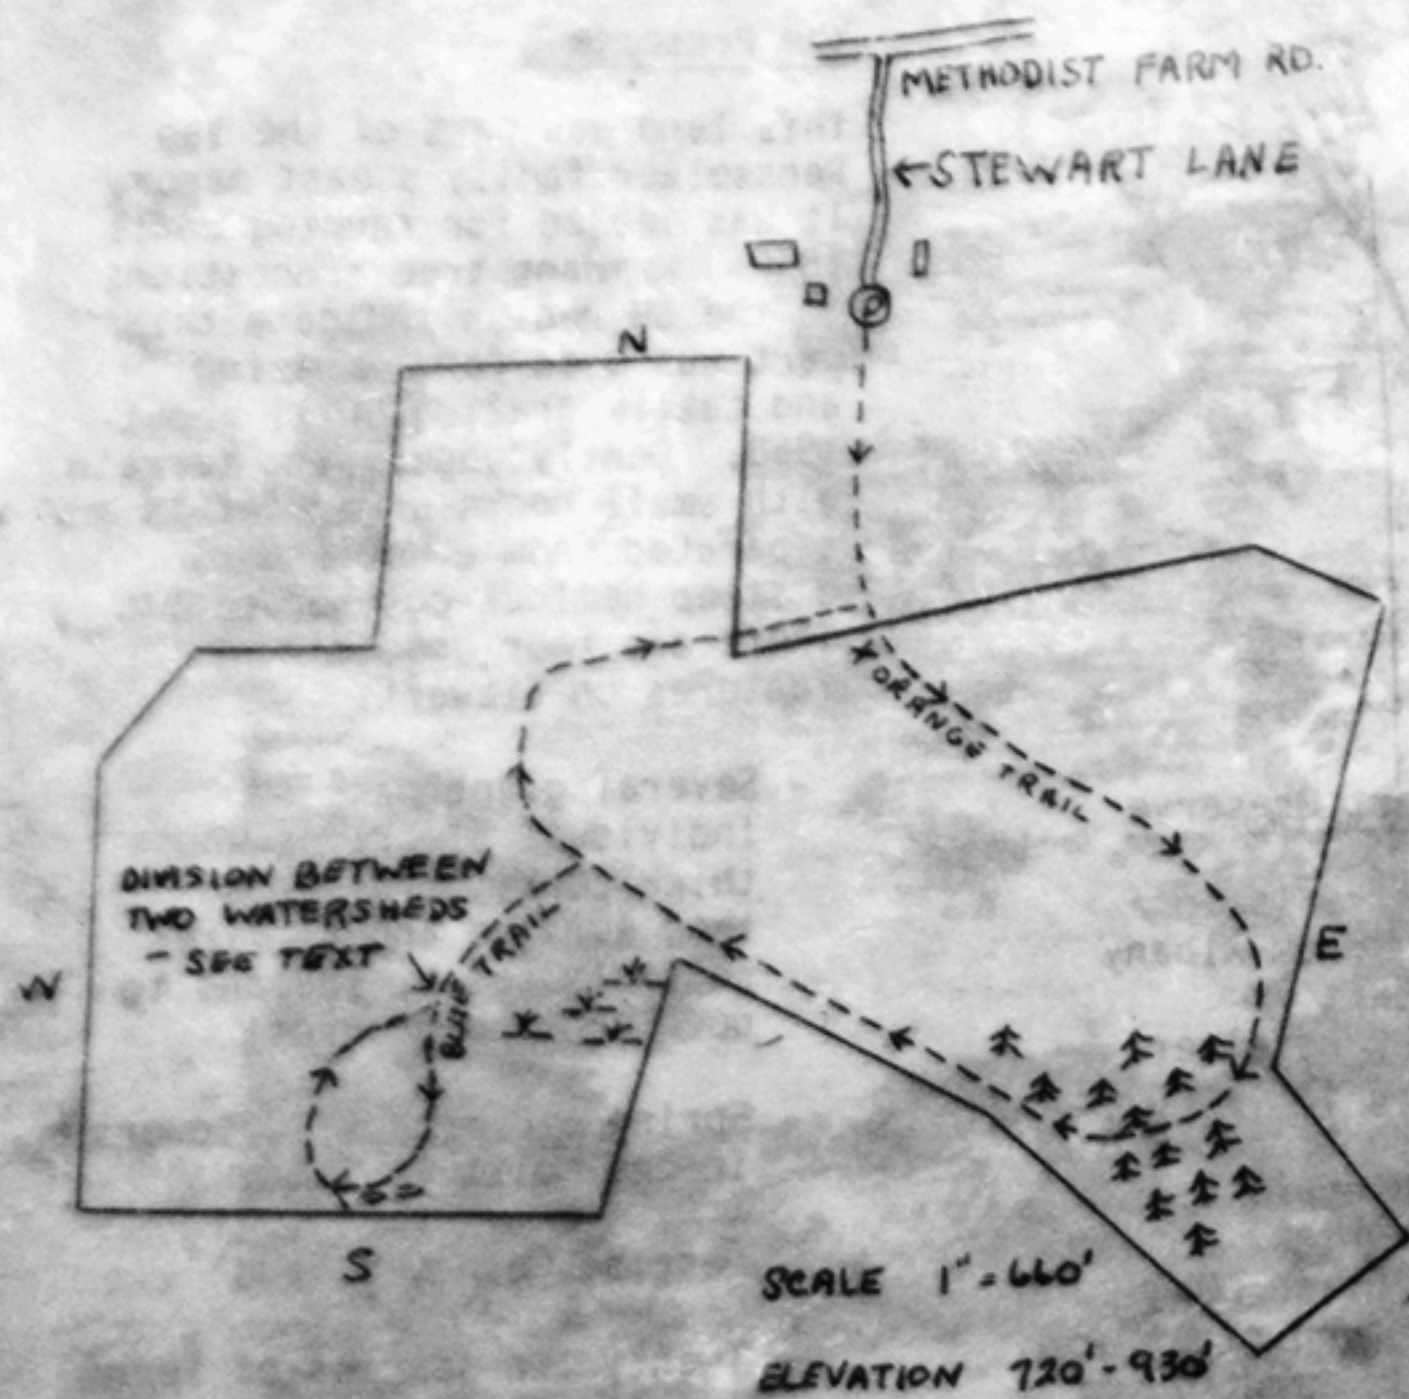 METHODIST FARM RD.
←STEWART LANE
P
N
X ORANGE TRAIL
DIVISION BETWEEN
TWO WATERSHEDS
- SEE TEXT
BLUE TRAIL
E
W
S
SCALE 1" = 660'
ELEVATION 720' - 930'